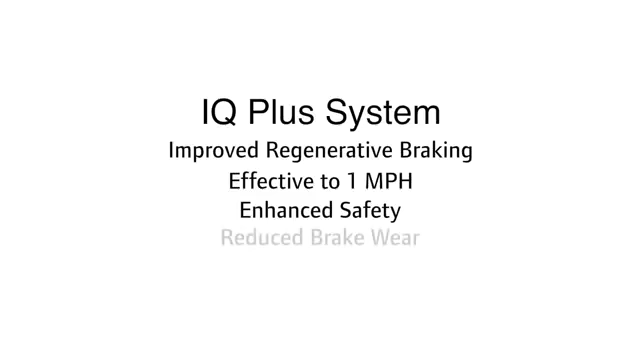 IQ Plus System
Improved Regenerative Braking
Effective to 1 MPH
Enhanced Safety
Reduced Brake Wear